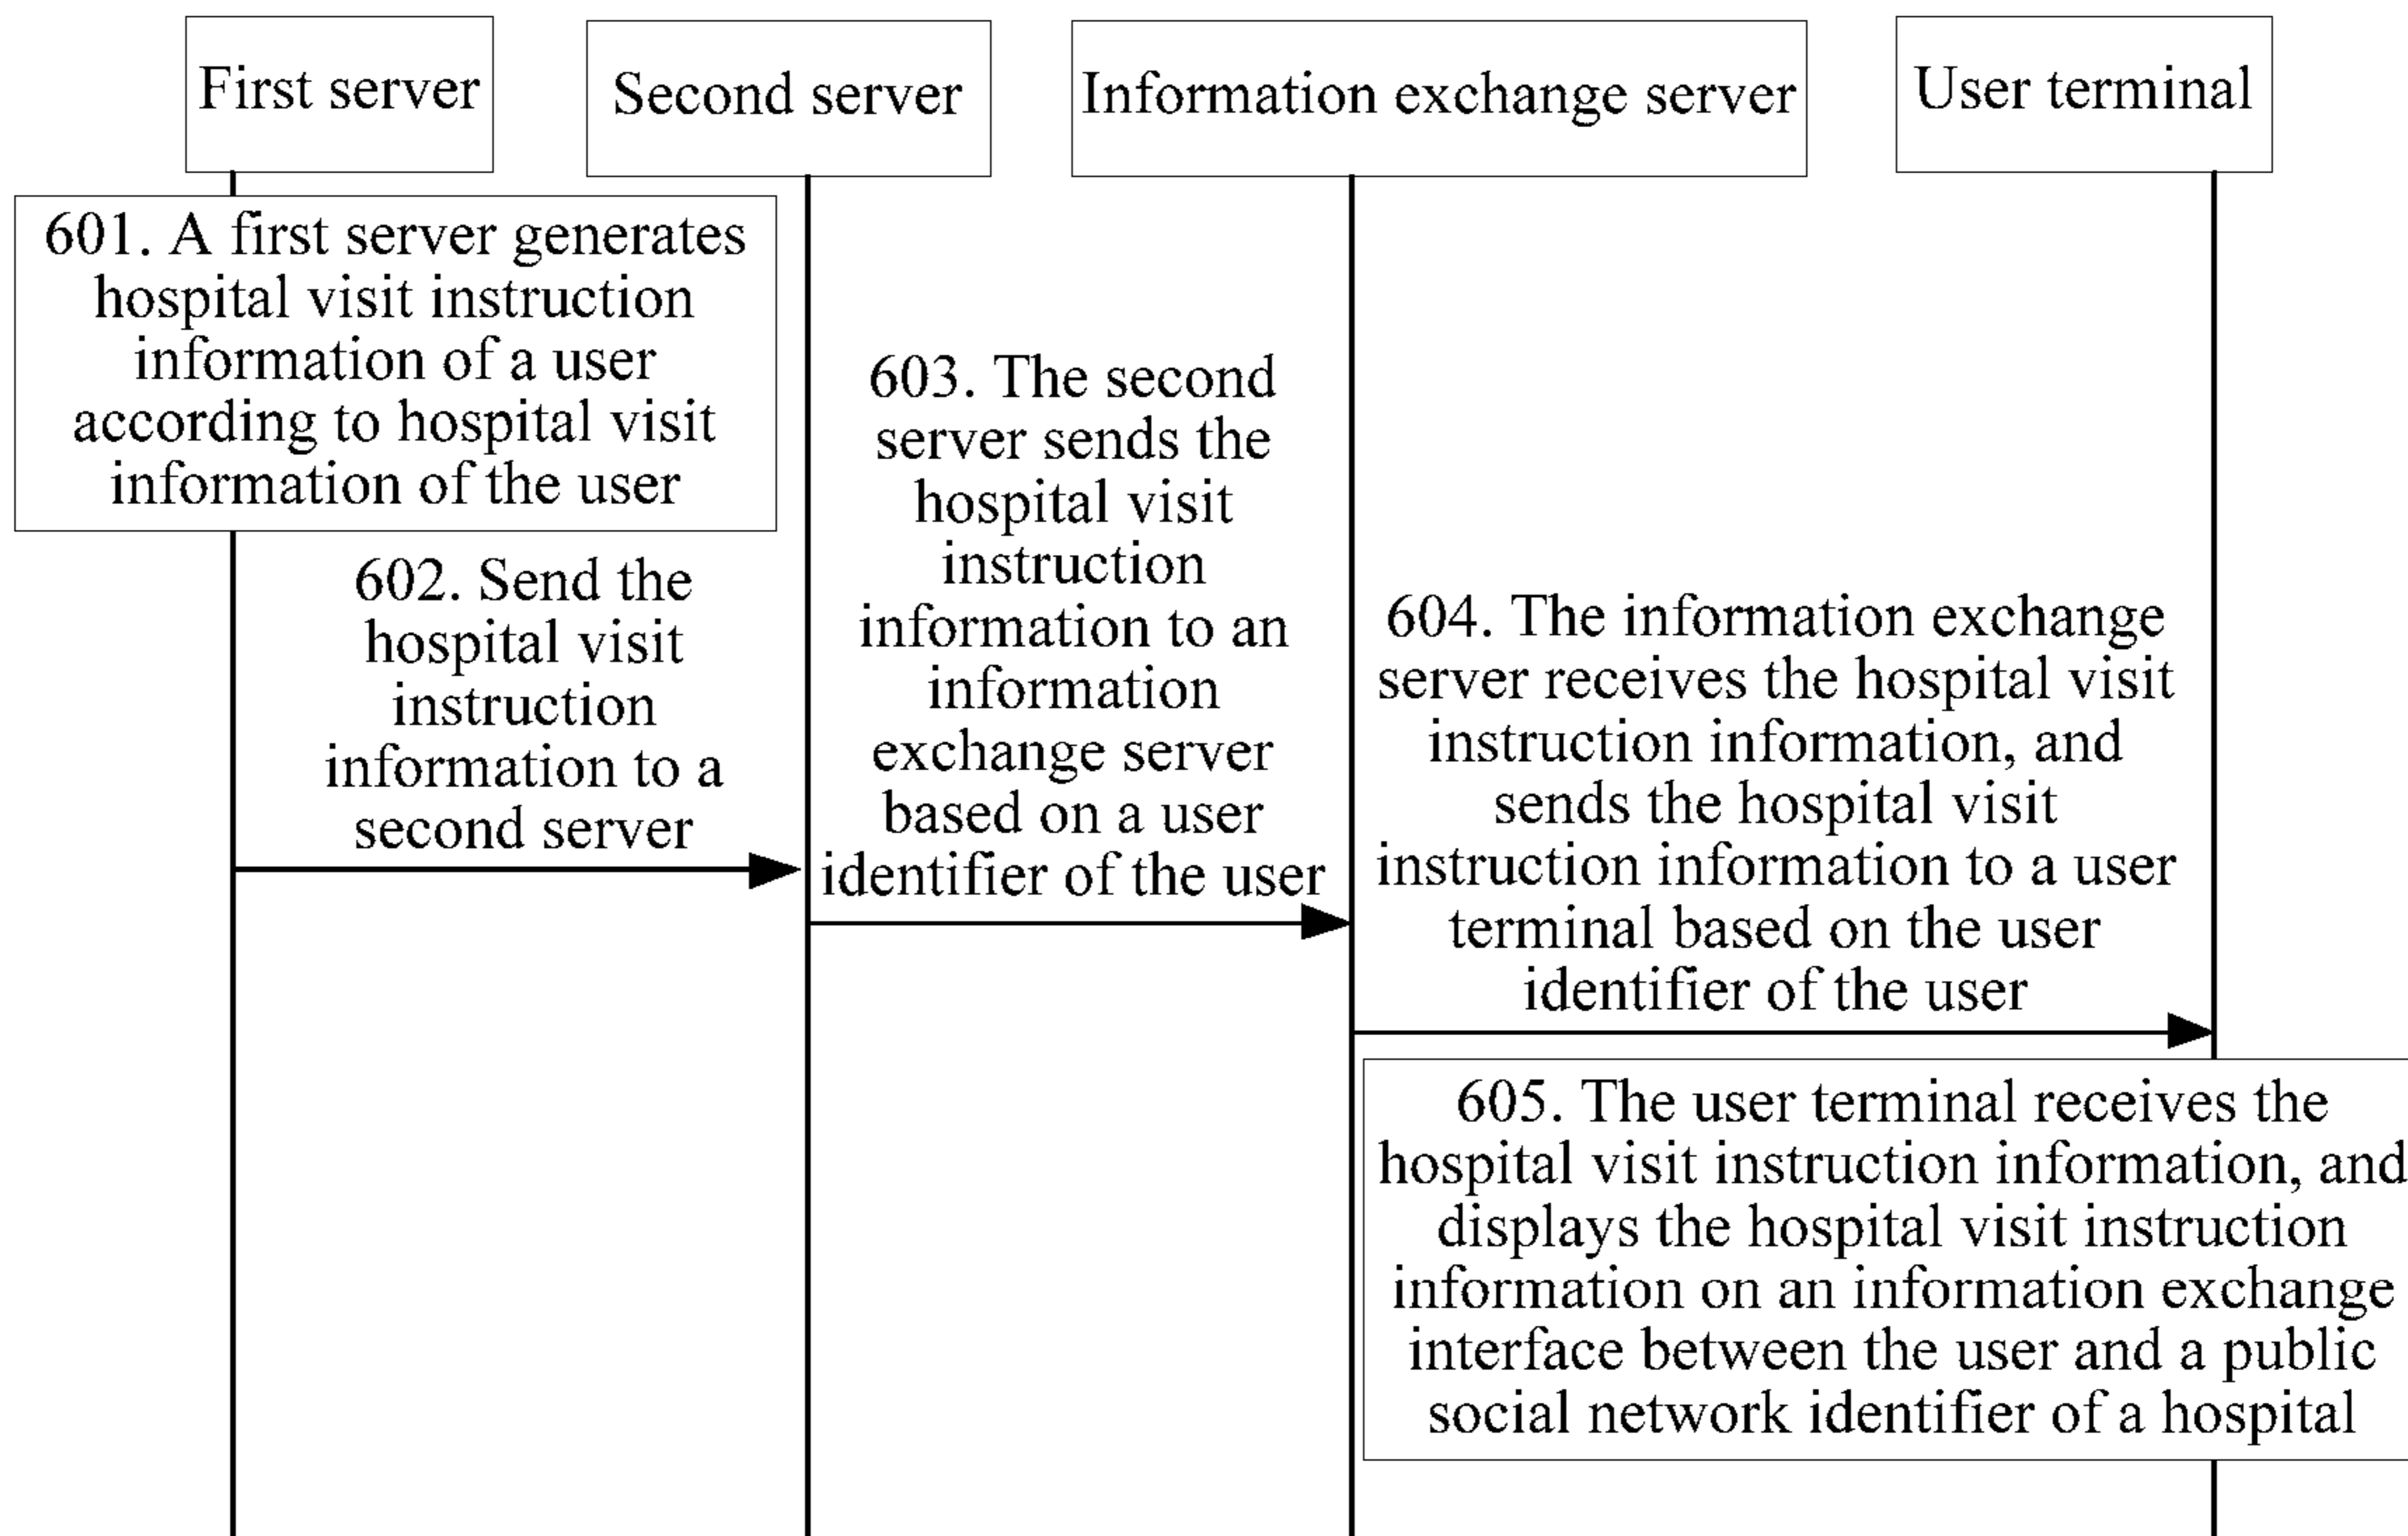 First server
Second server
Information exchange server
User terminal
601. A first server generates
hospital visit instruction
information of a user
according to hospital visit
information of the user
602. Send the
hospital visit
instruction
information to a
second server
603. The second
server sends the
hospital visit
instruction
information to an
information
exchange server
based on a user
identifier of the user
604. The information exchange
server receives the hospital visit
instruction information, and
sends the hospital visit
instruction information to a user
terminal based on the user
identifier of the user
605. The user terminal receives the
hospital visit instruction information, and
displays the hospital visit instruction
information on an information exchange
interface between the user and a public
social network identifier of a hospital